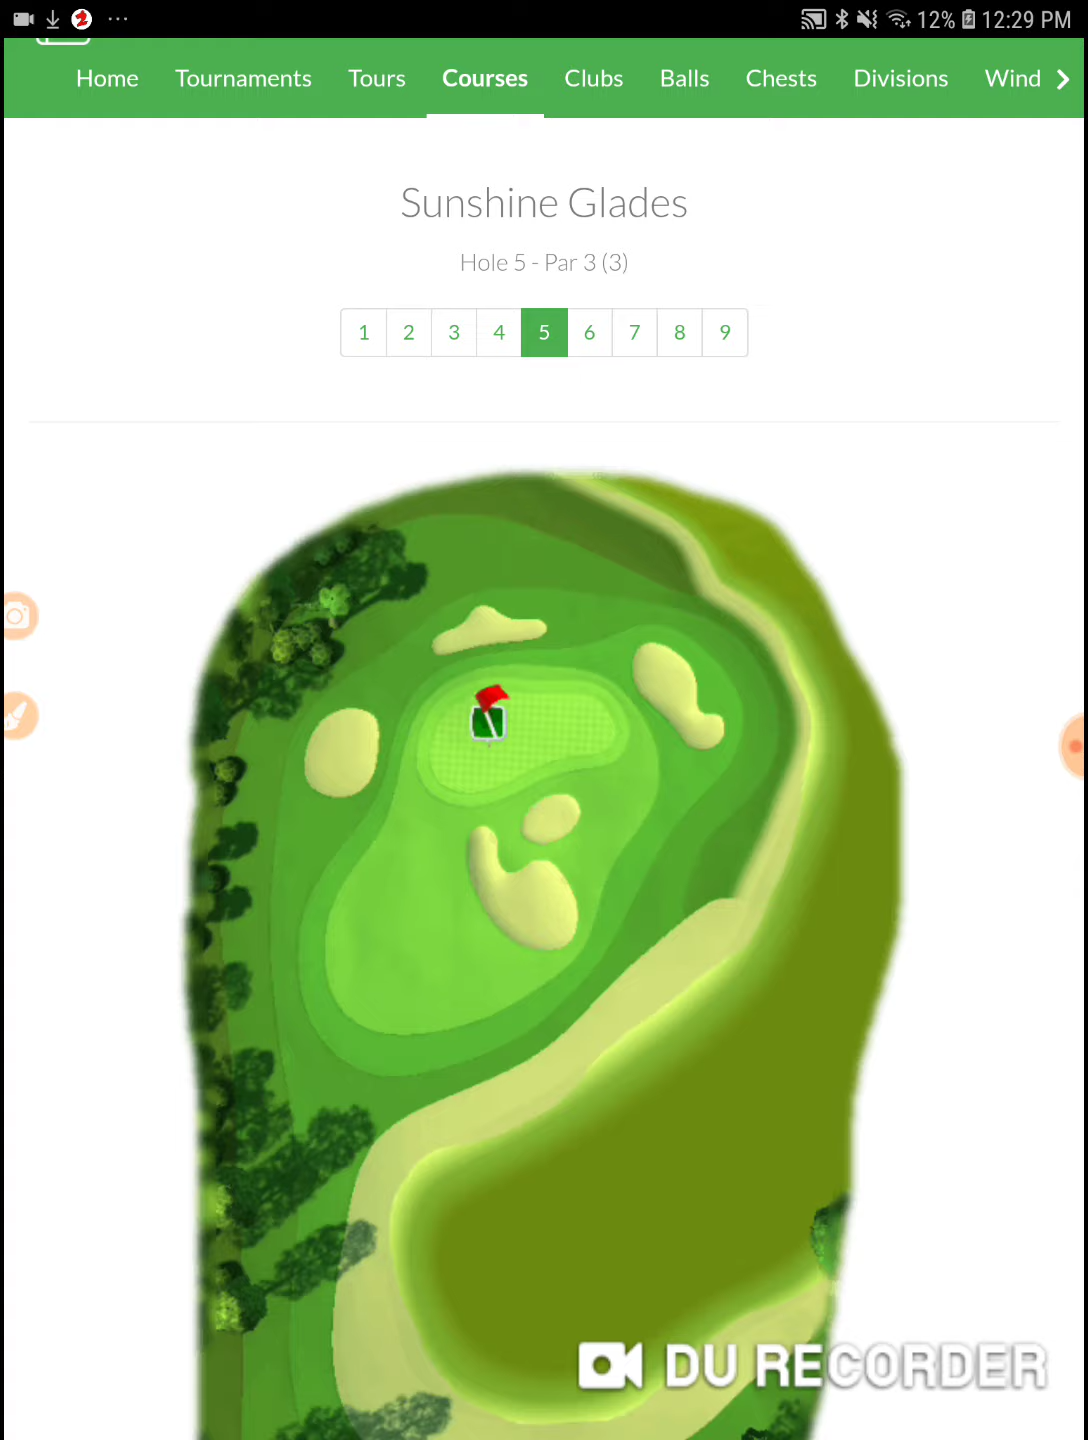 12% 12:29 PM
Home Tournaments Tours Courses Clubs Balls Chests Divisions Wind
Sunshine Glades
Hole 5 - Par 3 (3)
1 2 3 4 5 6 7 8 9
DU RECORDER